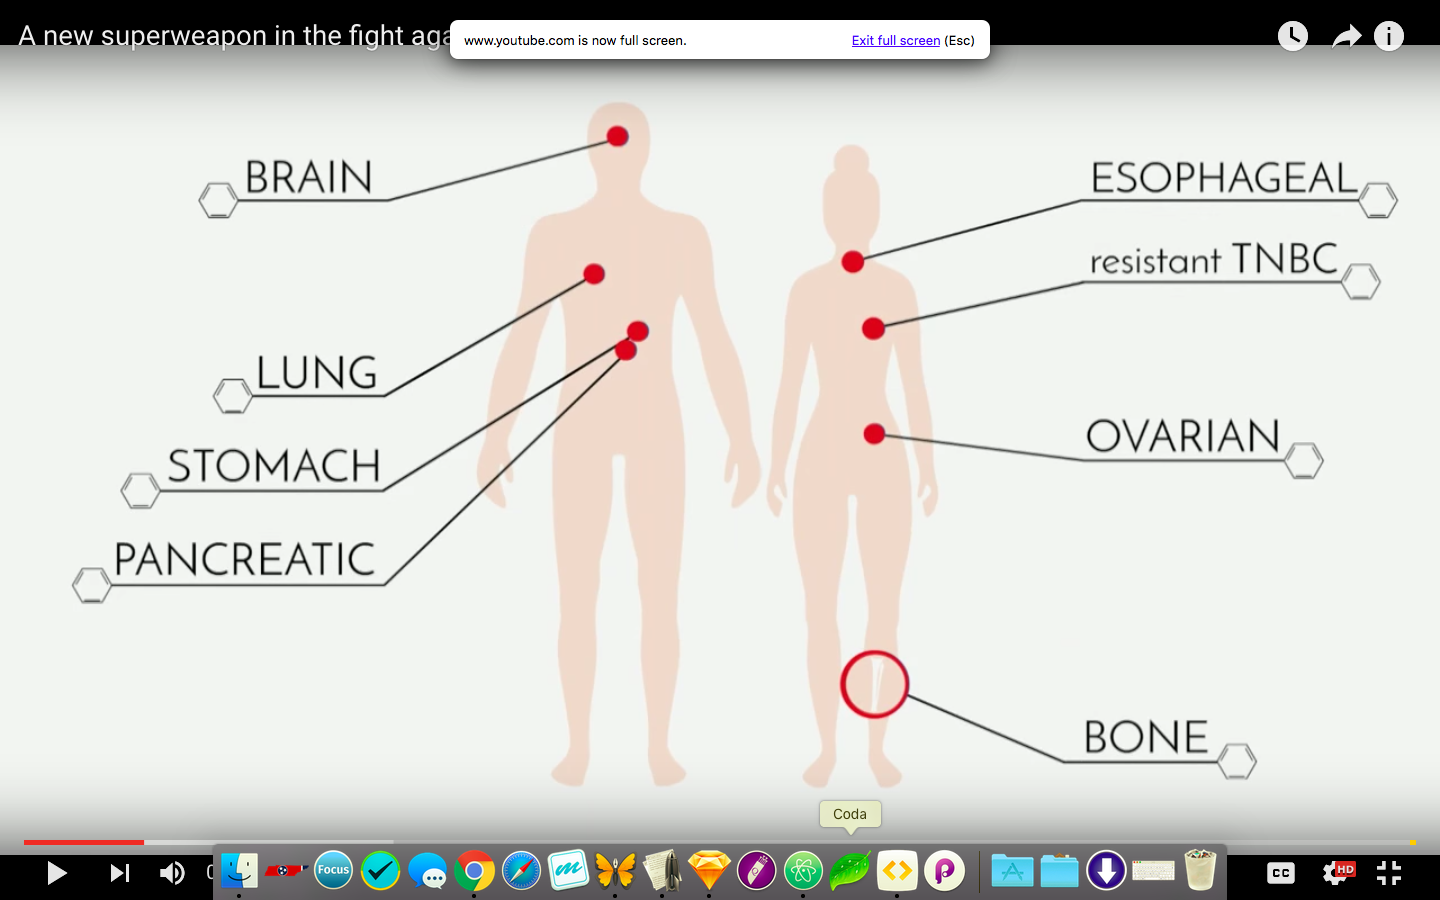 A new superweapon in the fight aga
www.youtube.com is now full screen.
Exit full screen (Esc)
BRAIN
LUNG
STOMACH
PANCREATIC
ESOPHAGEAL
resistant TNBC
OVARIAN
BONE
Coda
Focus
CC
HD